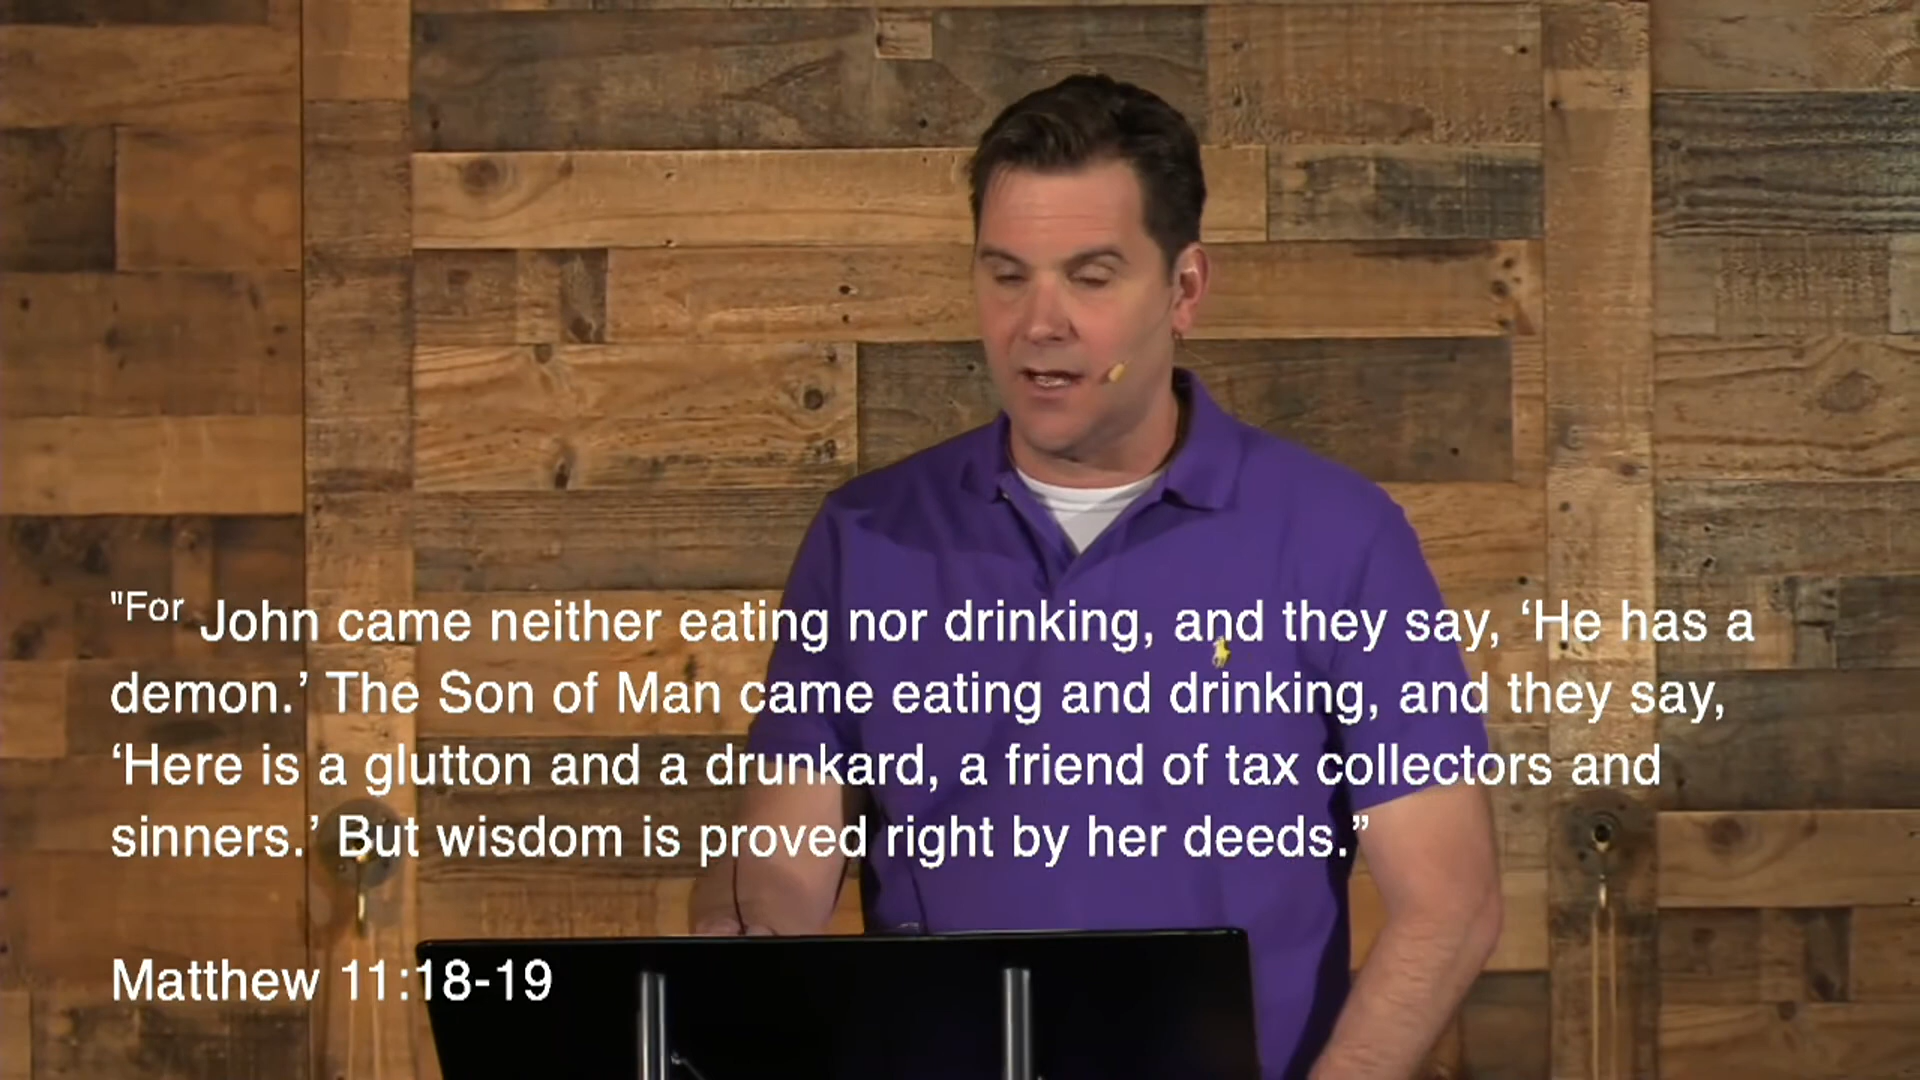 "For John came neither eating nor drinking, and they say, ‘He has a
demon.’ The Son of Man came eating and drinking, and they say,
‘Here is a glutton and a drunkard, a friend of tax collectors and
sinners.’ But wisdom is proved right by her deeds.”
Matthew 11:18-19